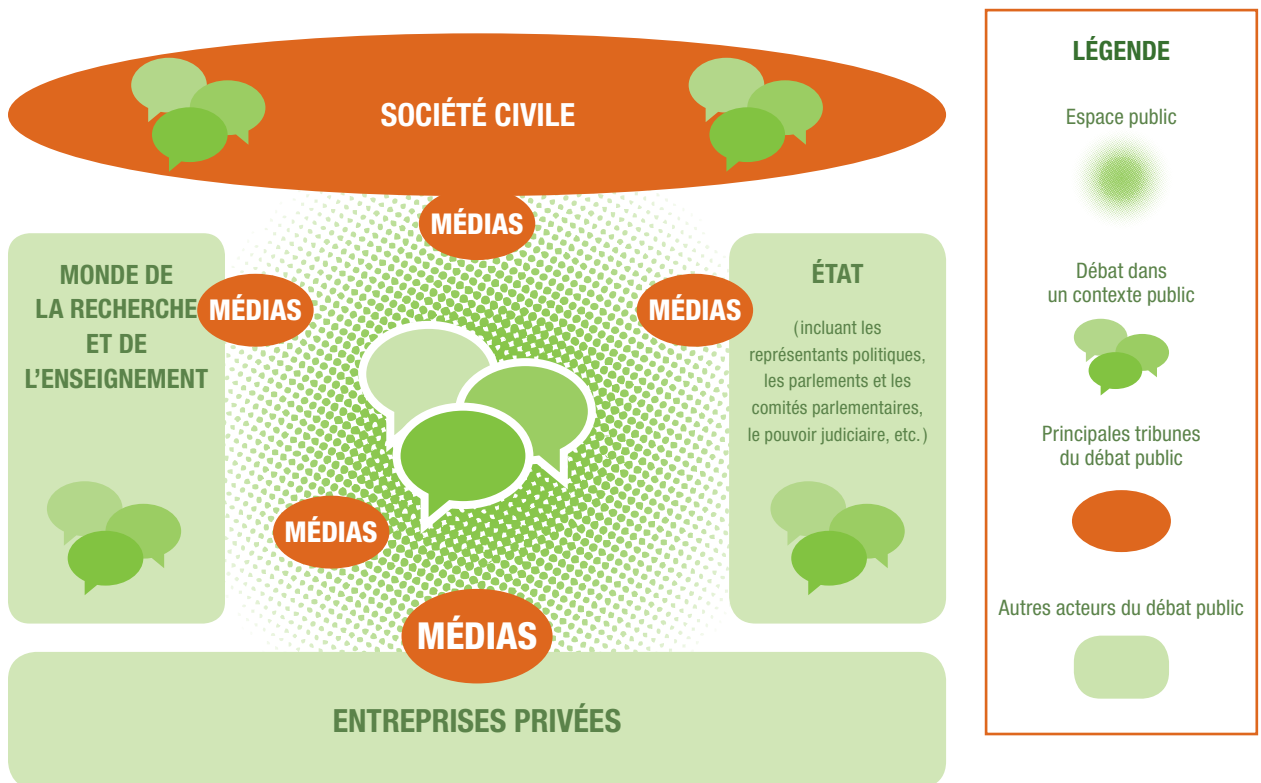 SOCIÉTÉ CIVILE
MÉDIAS
MONDE DE
LA RECHERCHE
ET DE
L'ENSEIGNEMENT
MÉDIAS
MÉDIAS
ÉTAT
(incluant les
représentants politiques,
les parlements et les
comités parlementaires,
le pouvoir judiciaire, etc.)
MÉDIAS
MÉDIAS
ENTREPRISES PRIVÉES
LÉGENDE
Espace public
Débat dans
un contexte public
Principales tribunes
du débat public
Autres acteurs du débat public